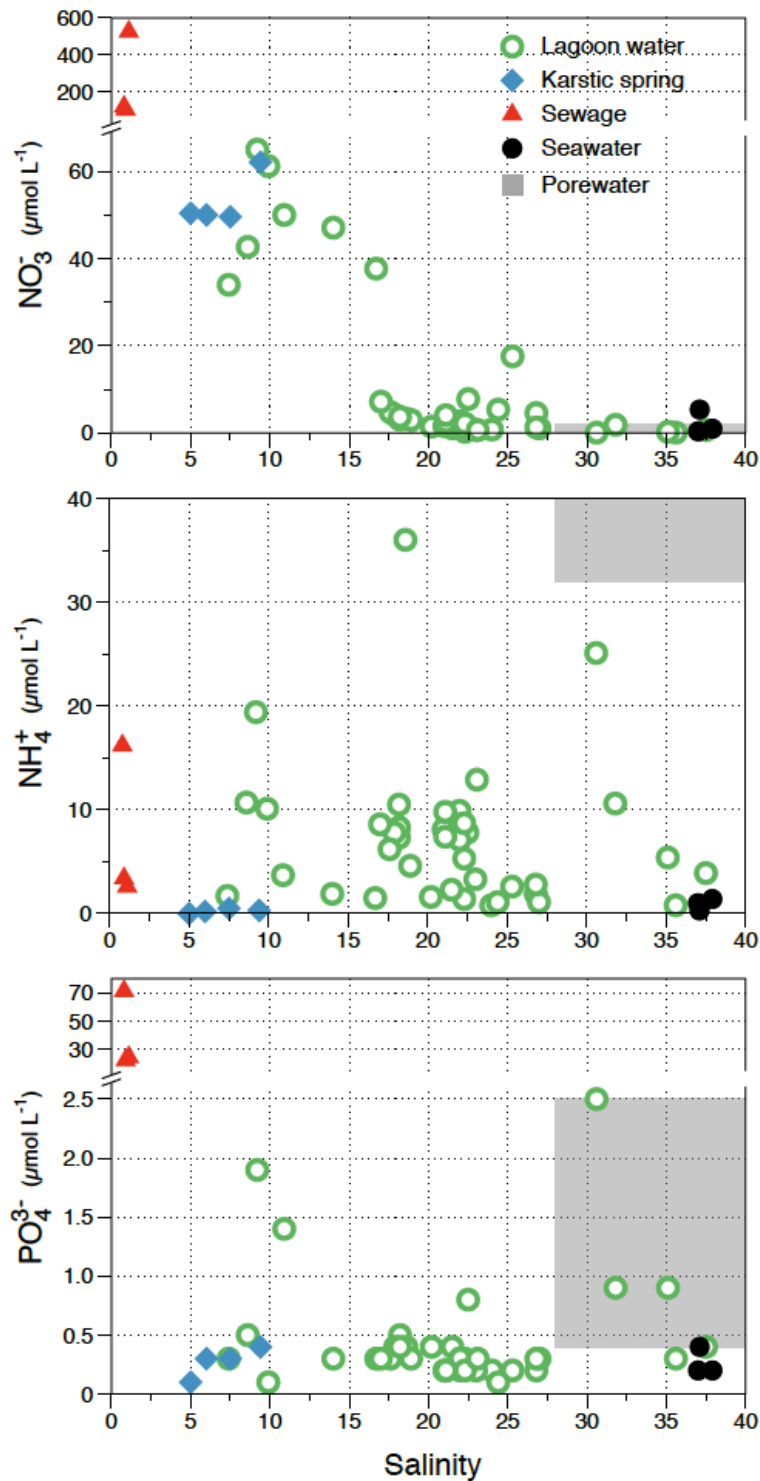 600
400
200
60
40
20
0
NO₃⁻ (µmol L⁻¹)
Lagoon water
Karstic spring
Sewage
Seawater
Porewater
0 5 10 15 20 25 30 35 40
40
30
20
10
0
NH₄⁺ (µmol L⁻¹)
0 5 10 15 20 25 30 35 40
70
50
30
2.5
2.0
1.5
1.0
0.5
0
PO₄³⁻ (µmol L⁻¹)
0 5 10 15 20 25 30 35 40
Salinity